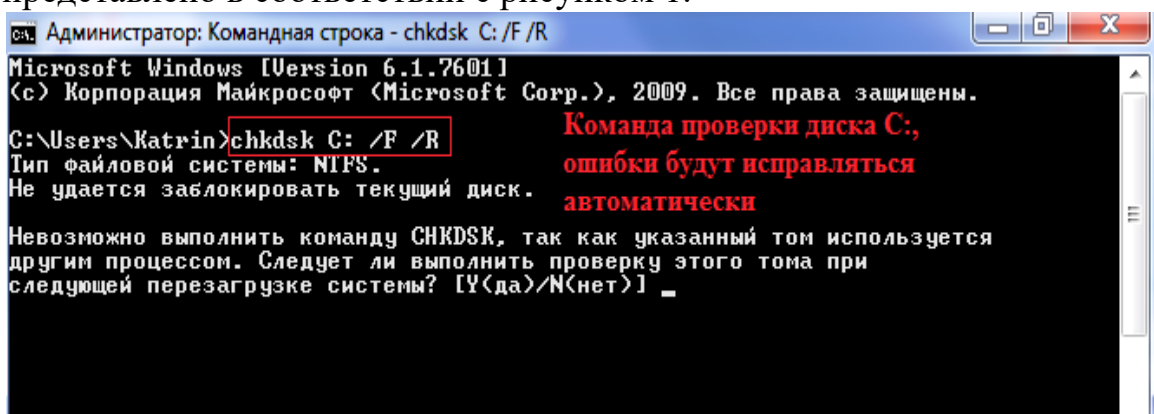 представлено в соответствии с рисунком 1.
Администратор: Командная строка - chkdsk C: /F /R
Microsoft Windows [Version 6.1.7601]
(c) Корпорация Майкрософт (Microsoft Corp.), 2009. Все права защищены.
C:\Users\Katrin>chkdsk C: /F /R
Тип файловой системы: NTFS.
Не удается заблокировать текущий диск.
Команда проверки диска C:,
ошибки будут исправляться
автоматически
Невозможно выполнить команду CHKDSK, так как указанный том используется
другим процессом. Следует ли выполнить проверку этого тома при
следующей перезагрузке системы? [Y(да)/N(нет)] _